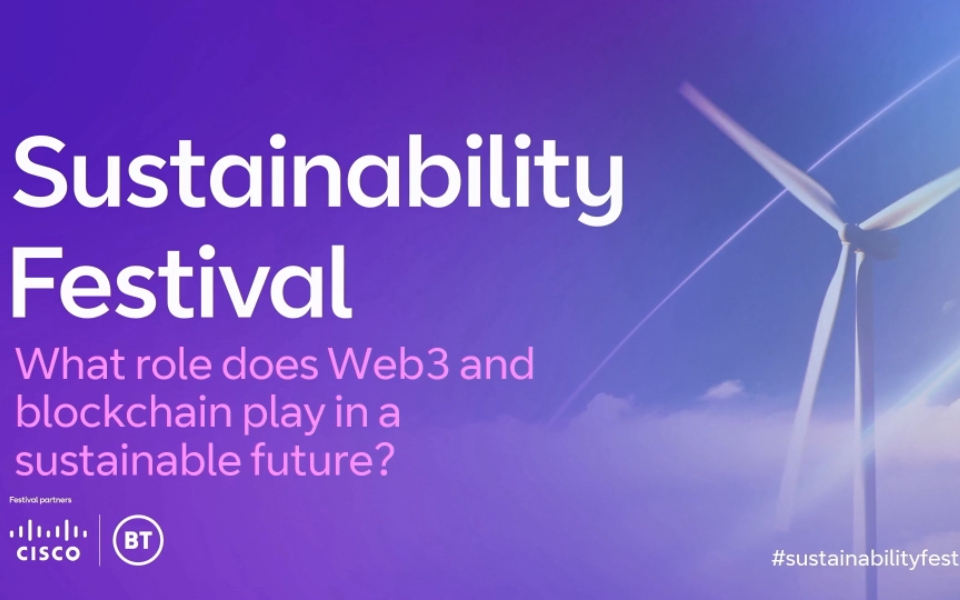 Sustainability
Festival
What role does Web3 and
blockchain play in a
sustainable future?
Festival partners
CISCO
BT
#sustainabilityfest